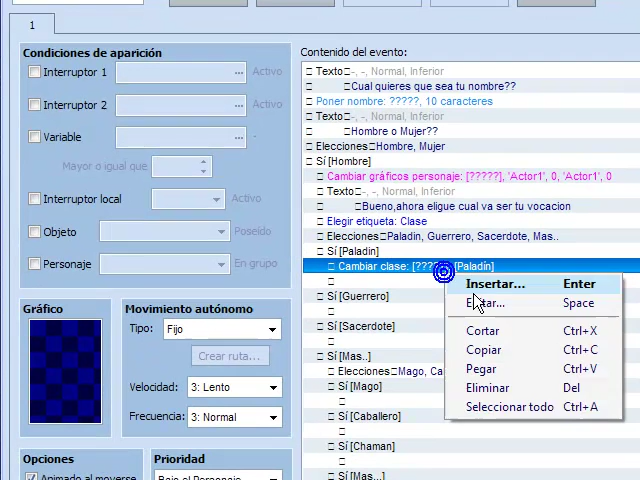 1
Condiciones de aparición
Interruptor 1 ... Activo
Interruptor 2 ... Activo
Variable ... -
Mayor o igual que
Interruptor local Activo
Objeto Poseído
Personaje En grupo
Gráfico
Movimiento autónomo
Tipo: Fijo
Crear ruta...
Velocidad: 3: Lento
Frecuencia: 3: Normal
Opciones
Animado al moverse
Prioridad
Bajo el Personaje
Contenido del evento:
Texto -, -, Normal, Inferior
Cual quieres que sea tu nombre??
Poner nombre: ?????, 10 caracteres
Texto -, -, Normal, Inferior
Hombre o Mujer??
Elecciones Hombre, Mujer
Sí [Hombre]
Cambiar gráficos personaje: [?????], 'Actor1', 0, 'Actor1', 0
Texto -, -, Normal, Inferior
Bueno,ahora eligue cual va ser tu vocacion
Elegir etiqueta: Clase
Elecciones Paladin, Guerrero, Sacerdote, Mas..
Sí [Paladin]
Cambiar clase: [Paladín]
Sí [Guerrero]
Sí [Sacerdote]
Sí [Mas..]
Elecciones Mago, Ca
Sí [Mago]
Sí [Caballero]
Sí [Chaman]
Sí [Mas...]
Insertar... Enter
Space
Cortar Ctrl+X
Copiar Ctrl+C
Pegar Ctrl+V
Eliminar Del
Seleccionar todo Ctrl+A